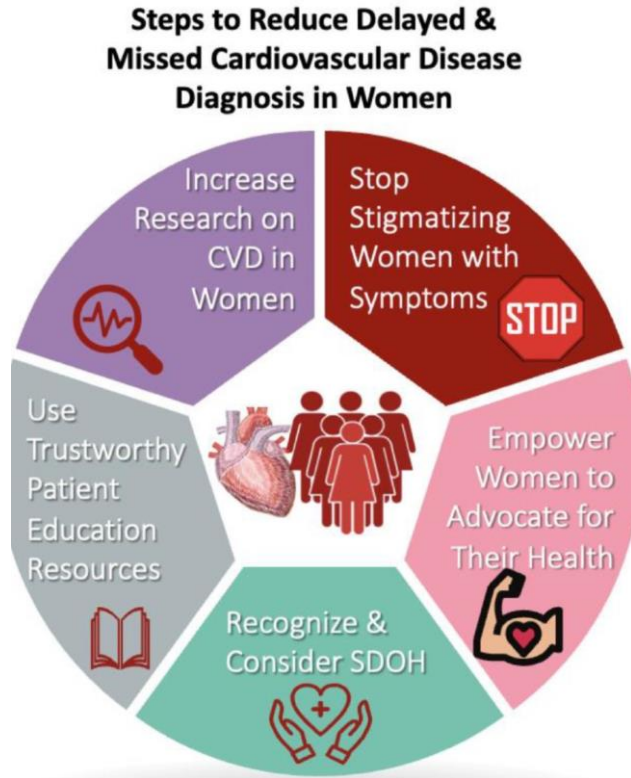 Steps to Reduce Delayed &
Missed Cardiovascular Disease
Diagnosis in Women
Increase
Research on
CVD in
Women
Stop
Stigmatizing
Women with
Symptoms
STOP
Empower
Women to
Advocate for
Their Health
Recognize &
Consider SDOH
Use
Trustworthy
Patient
Education
Resources